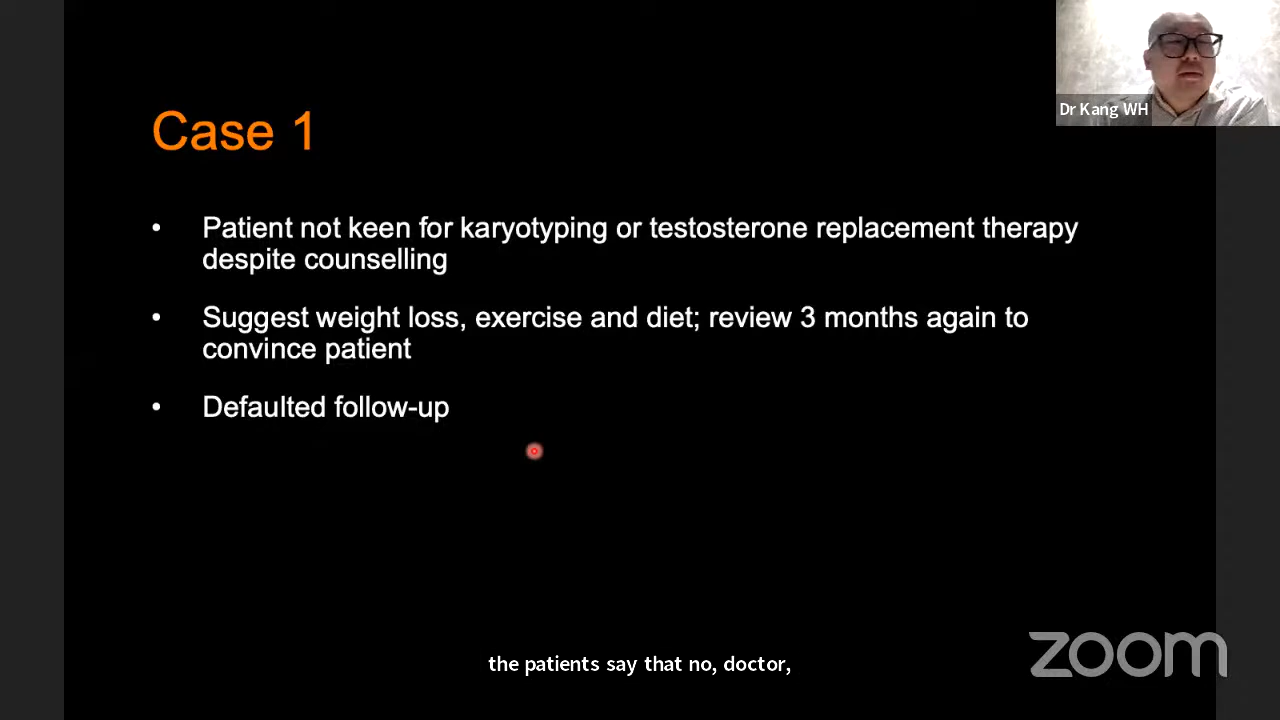 Dr Kang WH
Case 1
• Patient not keen for karyotyping or testosterone replacement therapy
despite counselling
• Suggest weight loss, exercise and diet; review 3 months again to
convince patient
• Defaulted follow-up
the patients say that no, doctor,
zoom